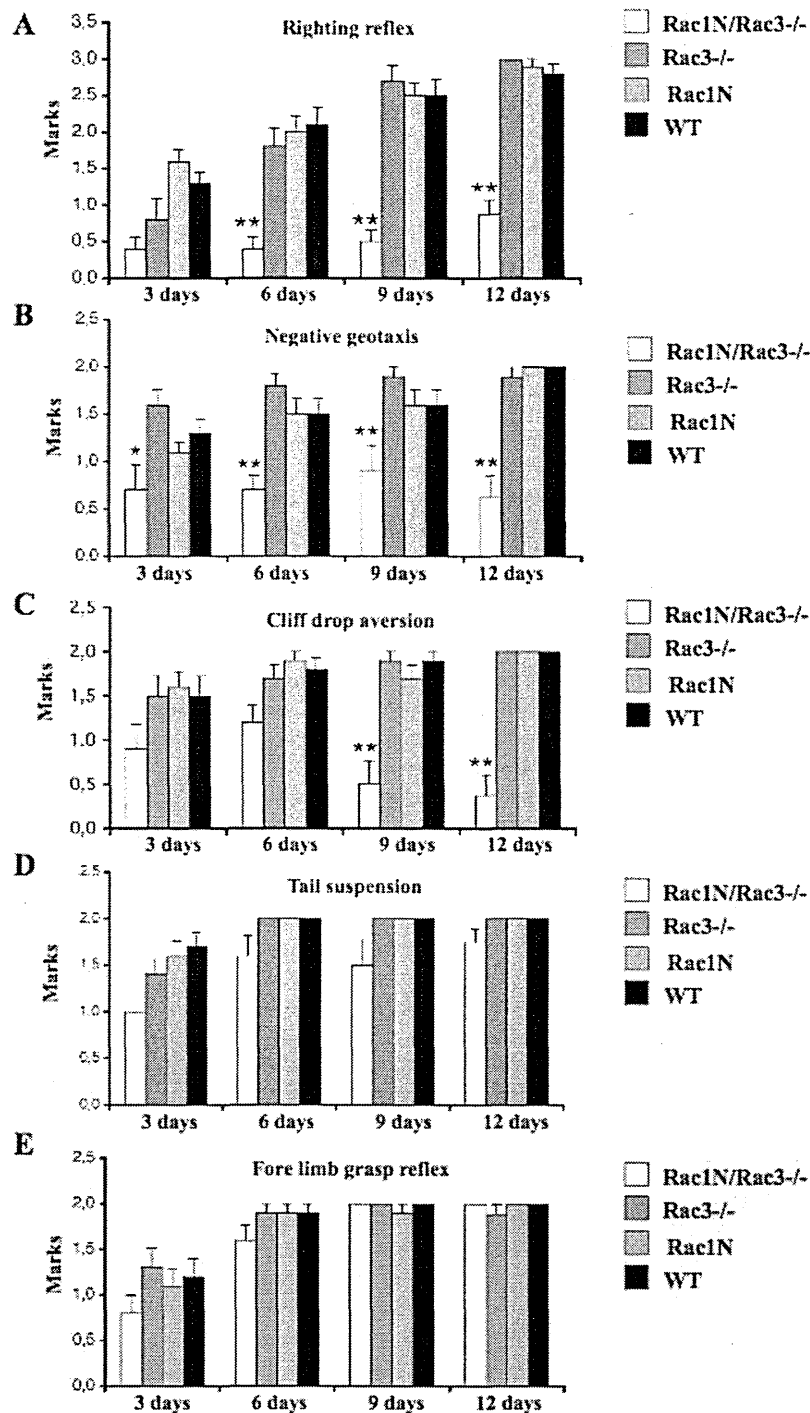 A
Righting reflex
Marks
3,5
3.0
2.5
2.0
1.5
1.0
0.5
0.0
**
**
**
3 days
6 days
9 days
12 days
Rac1N/Rac3-/-
Rac3-/-
Rac1N
WT
B
Negative geotaxis
Marks
2,5
2.0
1.5
1.0
0.5
0.0
*
**
**
**
3 days
6 days
9 days
12 days
Rac1N/Rac3-/-
Rac3-/-
Rac1N
WT
C
Cliff drop aversion
Marks
2,5
2,0
1,5
1,0
0,5
0,0
**
**
3 days
6 days
9 days
12 days
Rac1N/Rac3-/-
Rac3-/-
Rac1N
WT
D
Tail suspension
Marks
2,5
2,0
1,5
1,0
0,5
0,0
3 days
6 days
9 days
12 days
Rac1N/Rac3-/-
Rac3-/-
Rac1N
WT
E
Fore limb grasp reflex
Marks
2,5
2,0
1,5
1,0
0,5
0,0
3 days
6 days
9 days
12 days
Rac1N/Rac3-/-
Rac3-/-
Rac1N
WT